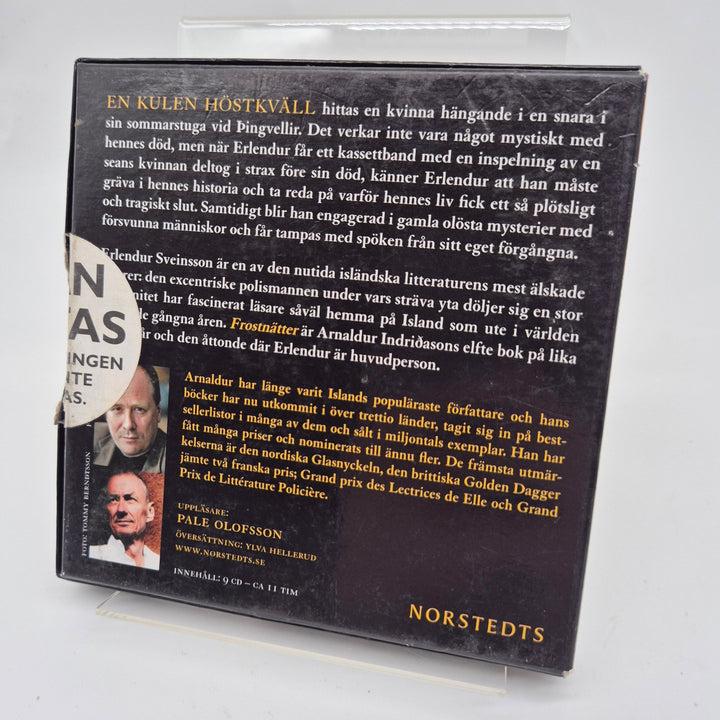 EN KULEN HÖSTKVÄLL hittas en kvinna hängande i en snara i
sin sommarstuga vid Þingvellir. Det verkar inte vara något mystiskt med
hennes död, men när Erlendur får ett kassettband med en inspelning av en
seans kvinnan deltog i strax före sin död, känner Erlendur att han måste
gräva i hennes historia och ta reda på varför hennes liv fick ett så plötsligt
och tragiskt slut. Samtidigt blir han engagerad i gamla olösta mysterier med
försvunna människor och får tampas med spöken från sitt eget förgångna.
Erlendur Sveinsson är en av den nutida isländska litteraturens mest älskade
rer: den excentriske polismannen under vars sträva yta döljer sig en stor
nitet har fascinerat läsare såväl hemma på Island som ute i världen
de gångna åren. Frostnätter är Arnaldur Indriðasons elfte bok på lika
år och den åttonde där Erlendur är huvudperson.
N
TAS
INGEN
NTE
AS.
Arnaldur har länge varit Islands populäraste författare och hans
böcker har nu utkommit i över trettio länder, tagit sig in på best-
sellerlistor i många av dem och sålt i miljontals exemplar. Han har
fått många priser och nominerats till ännu fler. De främsta utmär-
kelserna är den nordiska Glasnyckeln, den brittiska Golden Dagger
jämte två franska pris; Grand prix des Lectrices de Elle och Grand
Prix de Littérature Policière.
FOTO: TOMMY BERNDTSSON
UPPLÄSARE:
PALE OLOFSSON
ÖVERSÄTTNING: YLVA HELLERUD
WWW.NORSTEDTS.SE
INNEHÅLL: 9 CD – CA 11 TIM
NORSTEDTS